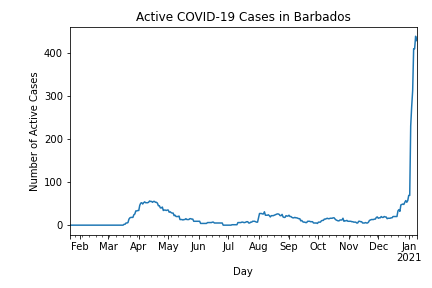 Active COVID-19 Cases in Barbados
Number of Active Cases
400
300
200
100
0
Feb Mar Apr May Jun Jul Aug Sep Oct Nov Dec Jan
2021
Day